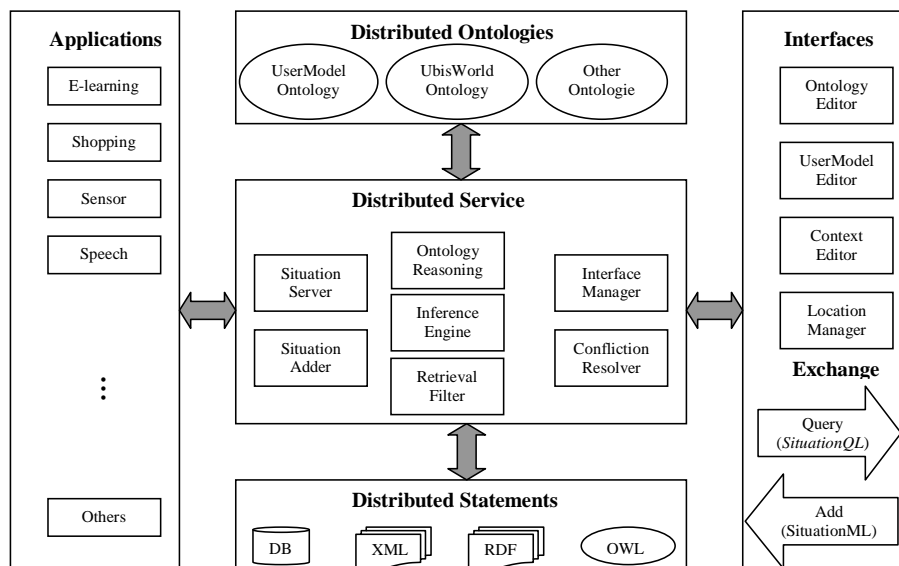 Applications
E-learning
Shopping
Sensor
Speech
Others
Distributed Ontologies
UserModel
Ontology
UbisWorld
Ontology
Other
Ontologie
Distributed Service
Situation
Server
Situation
Adder
Ontology
Reasoning
Inference
Engine
Retrieval
Filter
Interface
Manager
Confliction
Resolver
Distributed Statements
DB
XML
RDF
OWL
Interfaces
Ontology
Editor
UserModel
Editor
Context
Editor
Location
Manager
Exchange
Query
(SituationQL)
Add
(SituationML)